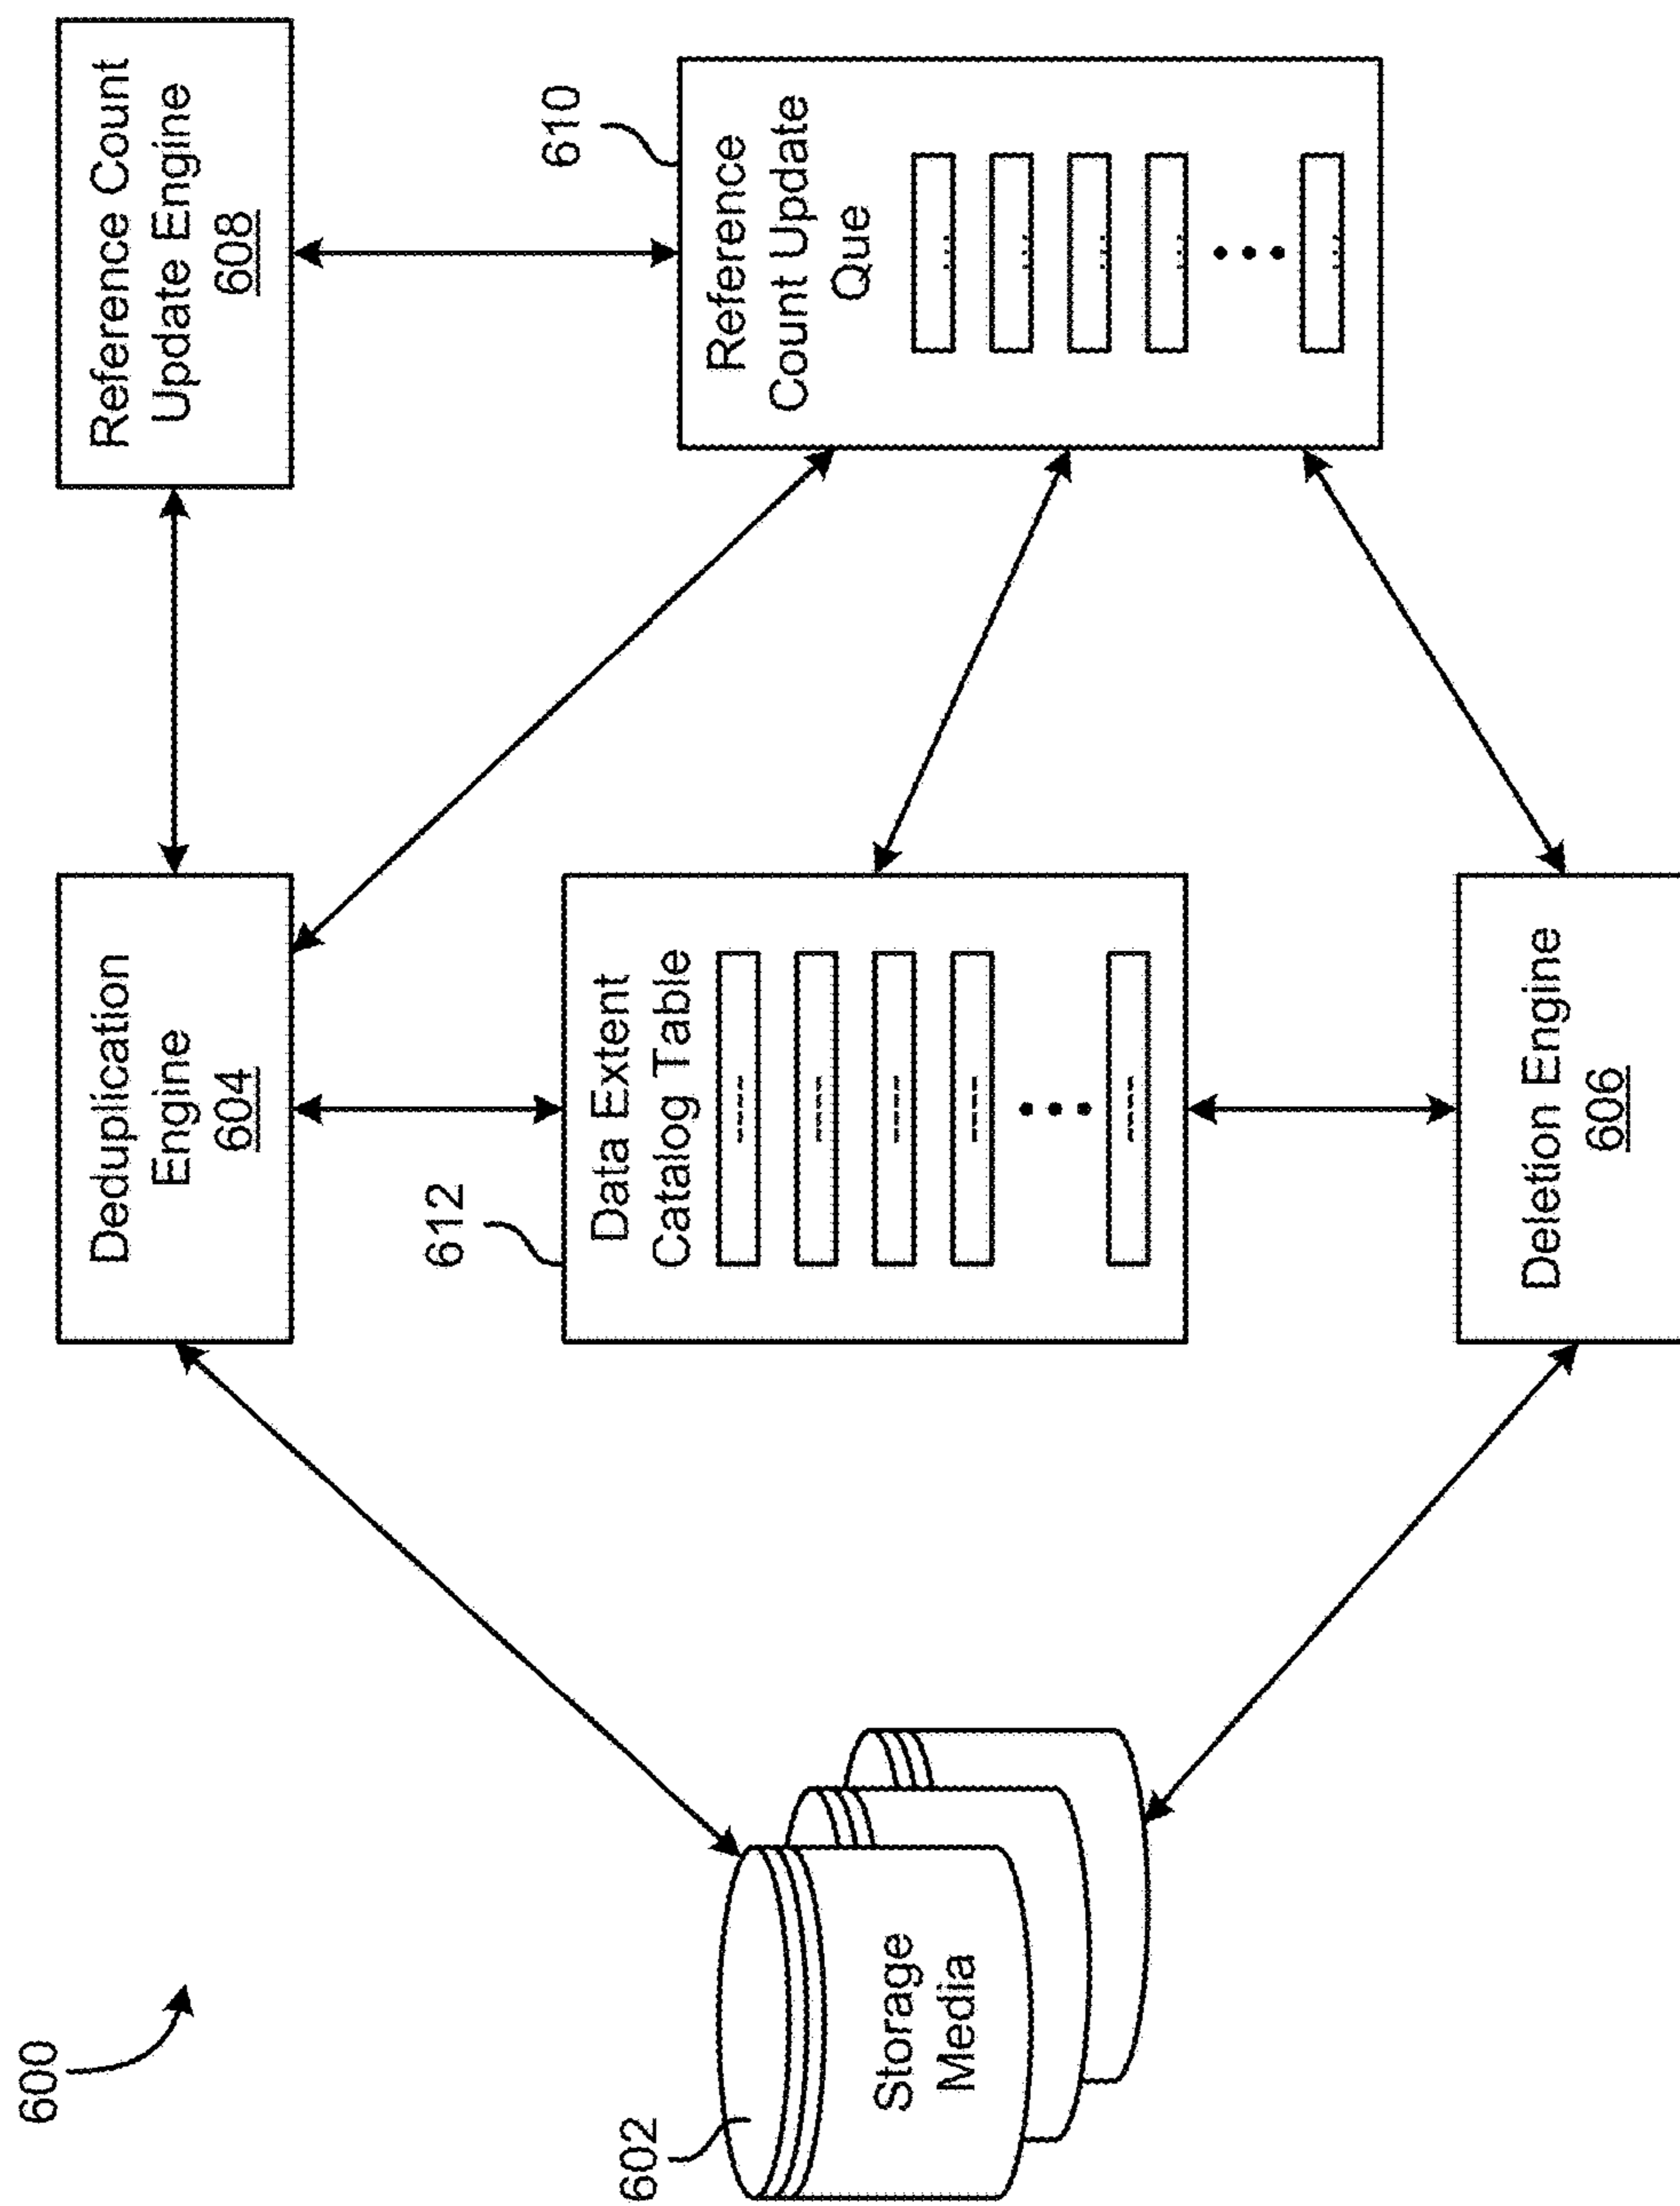 600
602
Storage
Media
Deduplication
Engine
604
612
Data Extent
Catalog Table
Deletion Engine
606
Reference Count
Update Engine
608
610
Reference
Count Update
Que